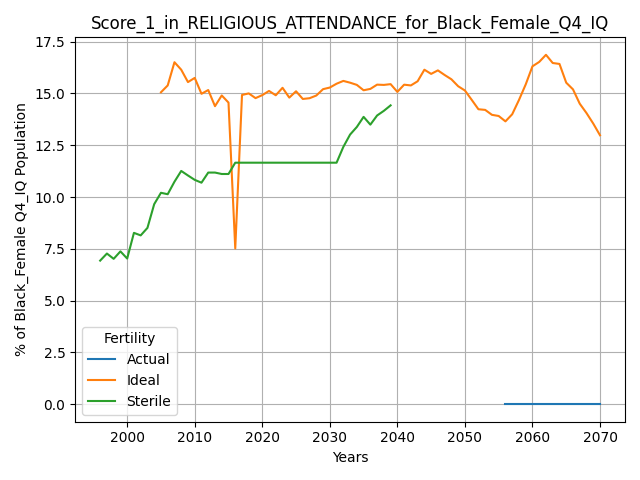 Score_1_in_RELIGIOUS_ATTENDANCE_for_Black_Female_Q4_IQ
% of Black_Female Q4_IQ Population
17.5
15.0
12.5
10.0
7.5
5.0
2.5
0.0
Fertility
Actual
Ideal
Sterile
2000 2010 2020 2030 2040 2050 2060 2070
Years